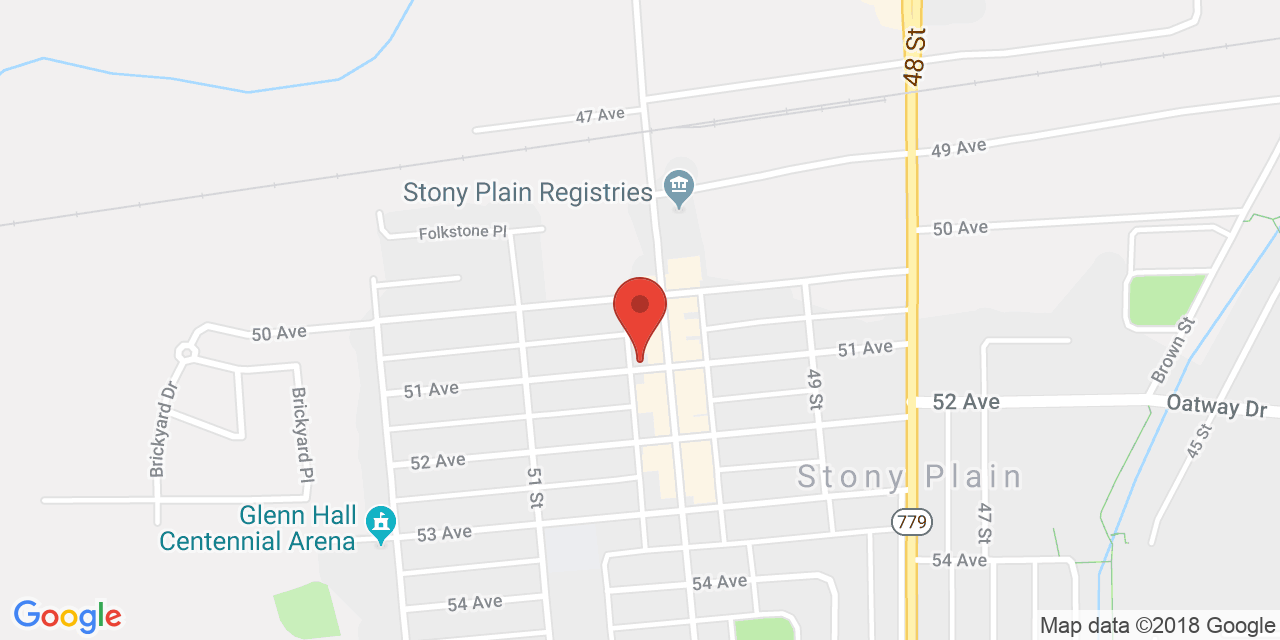 48 St
47 Ave
49 Ave
Stony Plain Registries
Folkstone Pl
50 Ave
50 Ave
51 Ave
51 Ave
49 St
Brown St
52 Ave
Oatway Dr
Brickyard Dr
Brickyard Pl
45 St
52 Ave
51 St
Stony Plain
Glenn Hall
Centennial Arena
53 Ave
779
47 St
54 Ave
54 Ave
54 Ave
Google
Map data ©2018 Google